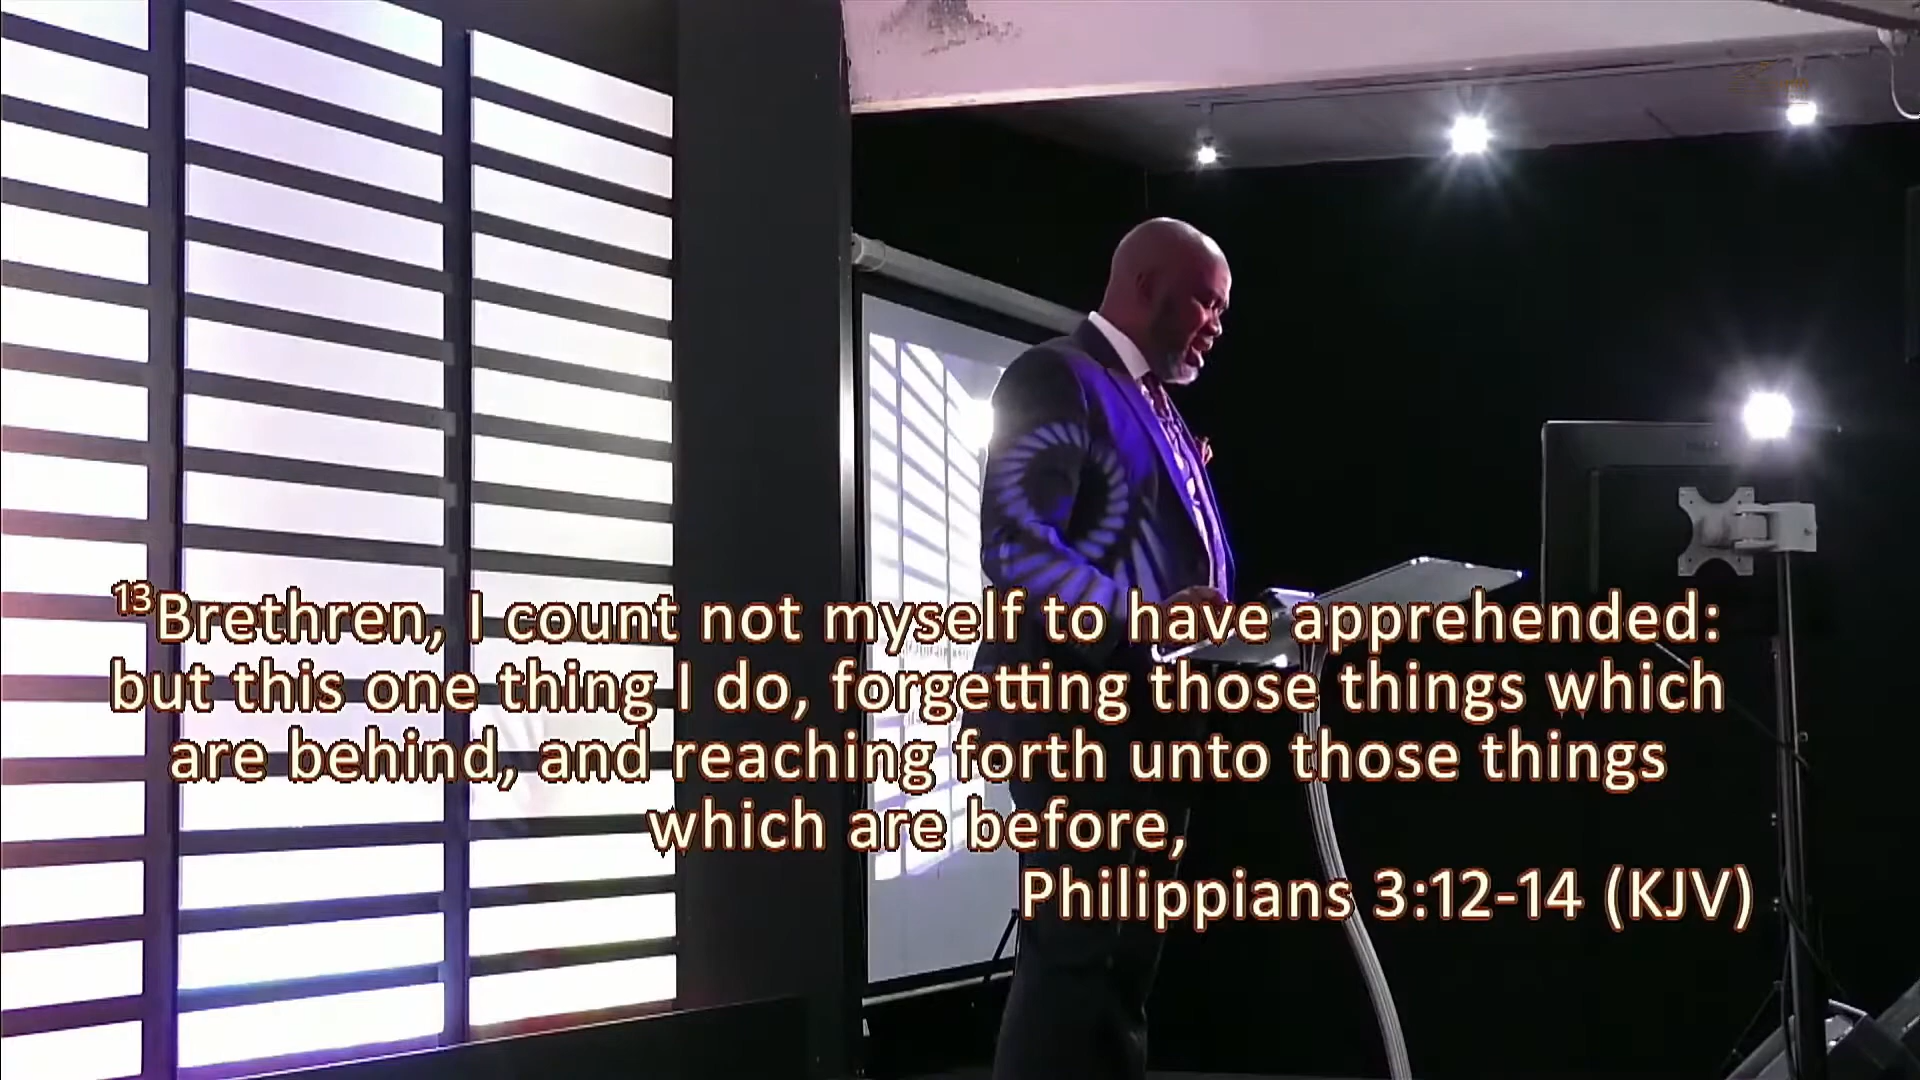 ¹³Brethren, I count not myself to have apprehended:
but this one thing I do, forgetting those things which
are behind, and reaching forth unto those things
which are before,
Philippians 3:12-14 (KJV)